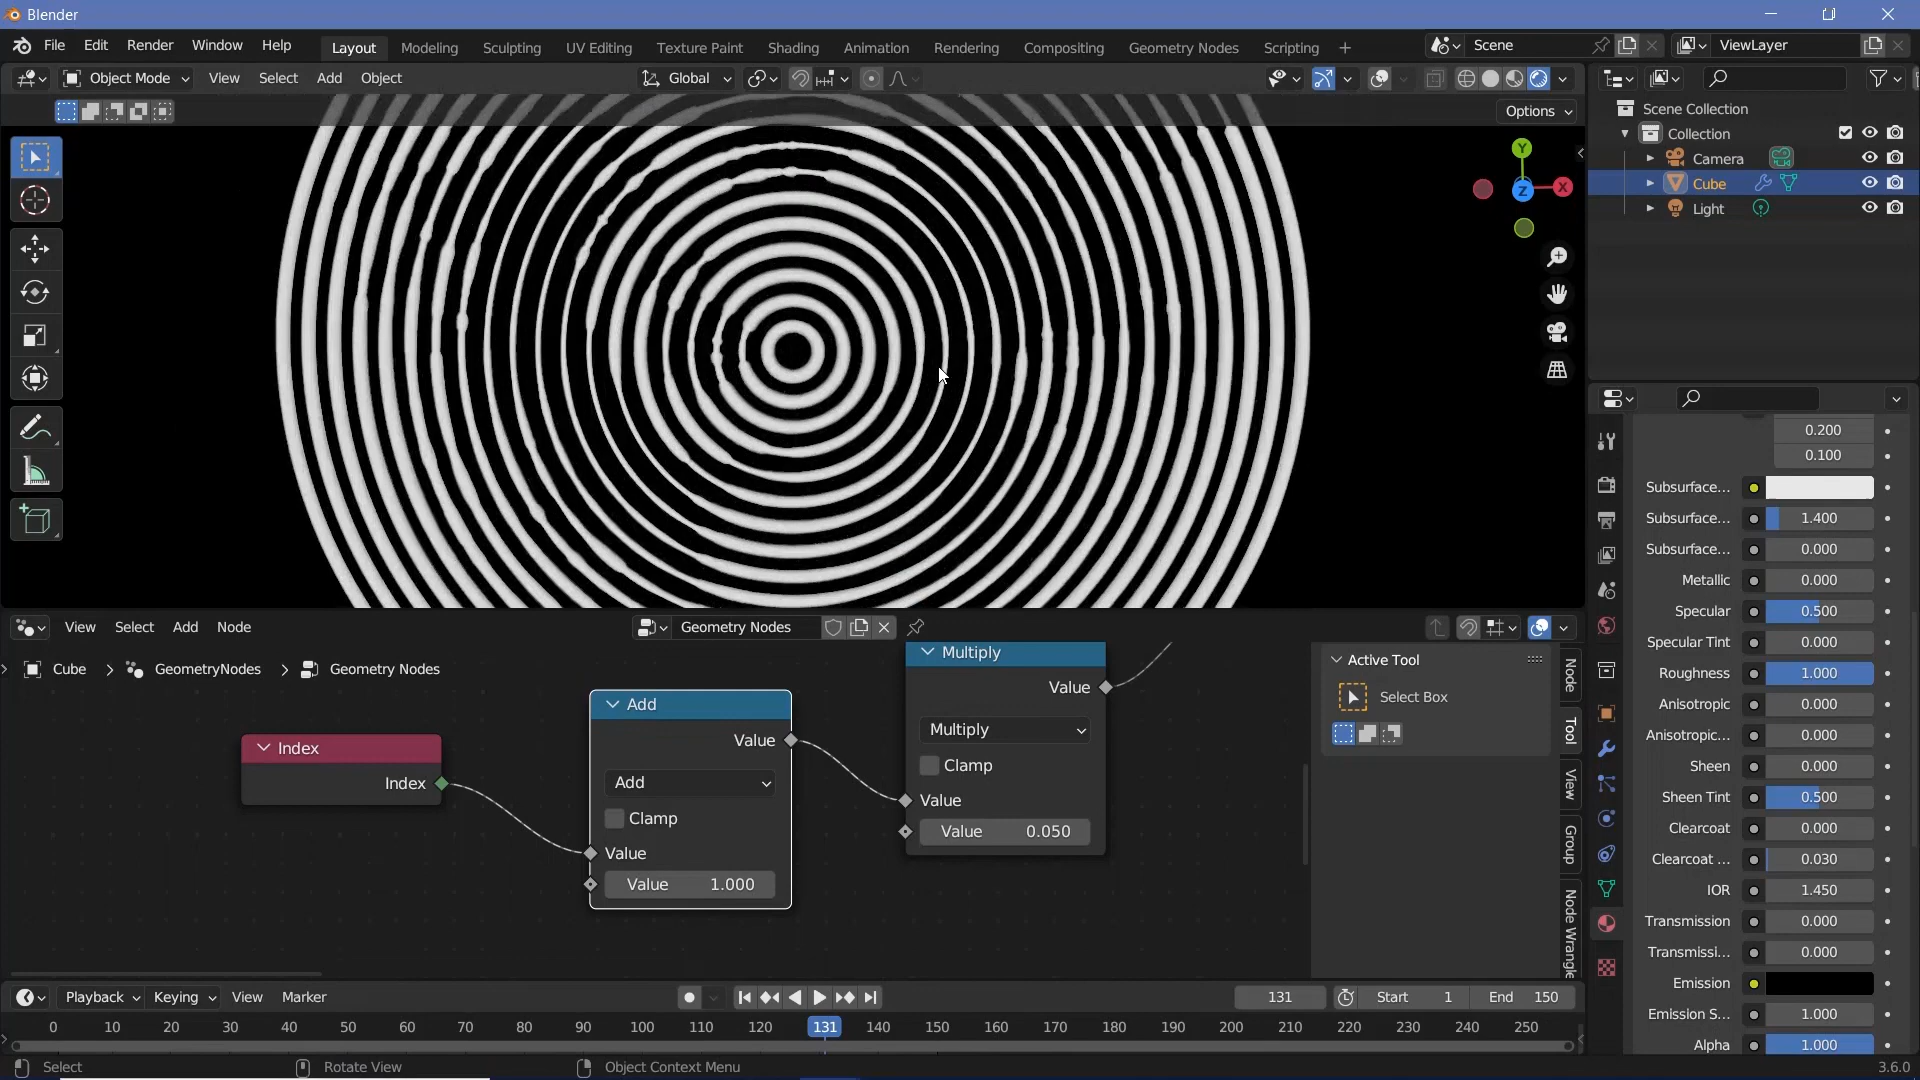 Blender
File Edit Render Window Help Layout Modeling Sculpting UV Editing Texture Paint Shading Animation Rendering Compositing Geometry Nodes Scripting Scene ViewLayer
Object Mode View Select Add Object Global
Options
Y
X
Z
Scene Collection
Collection
Camera
Cube
Light
0.200
0.100
Subsurface...
Subsurface... 1.400
Subsurface... 0.000
Metallic 0.000
Specular 0.500
Specular Tint 0.000
Roughness 1.000
Anisotropic 0.000
Anisotropic... 0.000
Sheen 0.000
Sheen Tint 0.500
Clearcoat 0.000
Clearcoat ... 0.030
IOR 1.450
Transmission 0.000
Transmissi... 0.000
Emission
Emission S... 1.000
Alpha 1.000
View Select Add Node Geometry Nodes
Cube > GeometryNodes > Geometry Nodes
Index
Index
Add
Value
Add
Clamp
Value
Value 1.000
Multiply
Value
Multiply
Clamp
Value
Value 0.050
Active Tool
Select Box
Node
Tool
View
Group
Node Wrangle
Playback Keying View Marker 131 Start 1 End 150
0 10 20 30 40 50 60 70 80 90 100 110 120 131 140 150 160 170 180 190 200 210 220 230 240 250
Select Rotate View Object Context Menu 3.6.0